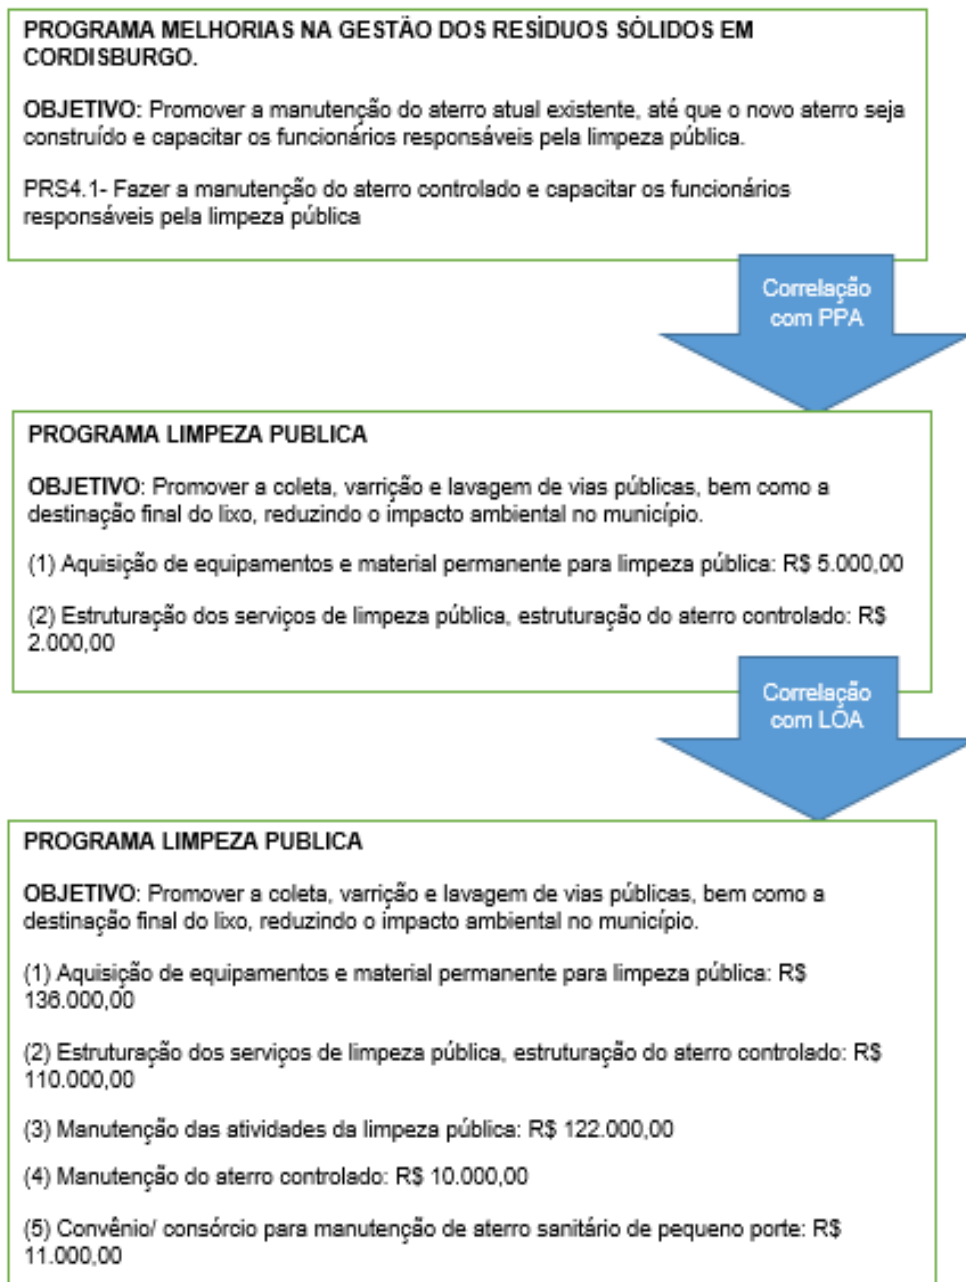 PROGRAMA MELHORIAS NA GESTÃO DOS RESÍDUOS SÓLIDOS EM
CORDISBURGO.
OBJETIVO: Promover a manutenção do aterro atual existente, até que o novo aterro seja
construído e capacitar os funcionários responsáveis pela limpeza pública.
PRS4.1- Fazer a manutenção do aterro controlado e capacitar os funcionários
responsáveis pela limpeza pública
Correlação
com PPA
PROGRAMA LIMPEZA PUBLICA
OBJETIVO: Promover a coleta, varrição e lavagem de vias públicas, bem como a
destinação final do lixo, reduzindo o impacto ambiental no município.
(1) Aquisição de equipamentos e material permanente para limpeza pública: R$ 5.000,00
(2) Estruturação dos serviços de limpeza pública, estruturação do aterro controlado: R$
2.000,00
Correlação
com LOA
PROGRAMA LIMPEZA PUBLICA
OBJETIVO: Promover a coleta, varrição e lavagem de vias públicas, bem como a
destinação final do lixo, reduzindo o impacto ambiental no município.
(1) Aquisição de equipamentos e material permanente para limpeza pública: R$
136.000,00
(2) Estruturação dos serviços de limpeza pública, estruturação do aterro controlado: R$
110.000,00
(3) Manutenção das atividades da limpeza pública: R$ 122.000,00
(4) Manutenção do aterro controlado: R$ 10.000,00
(5) Convênio/ consórcio para manutenção de aterro sanitário de pequeno porte: R$
11.000,00